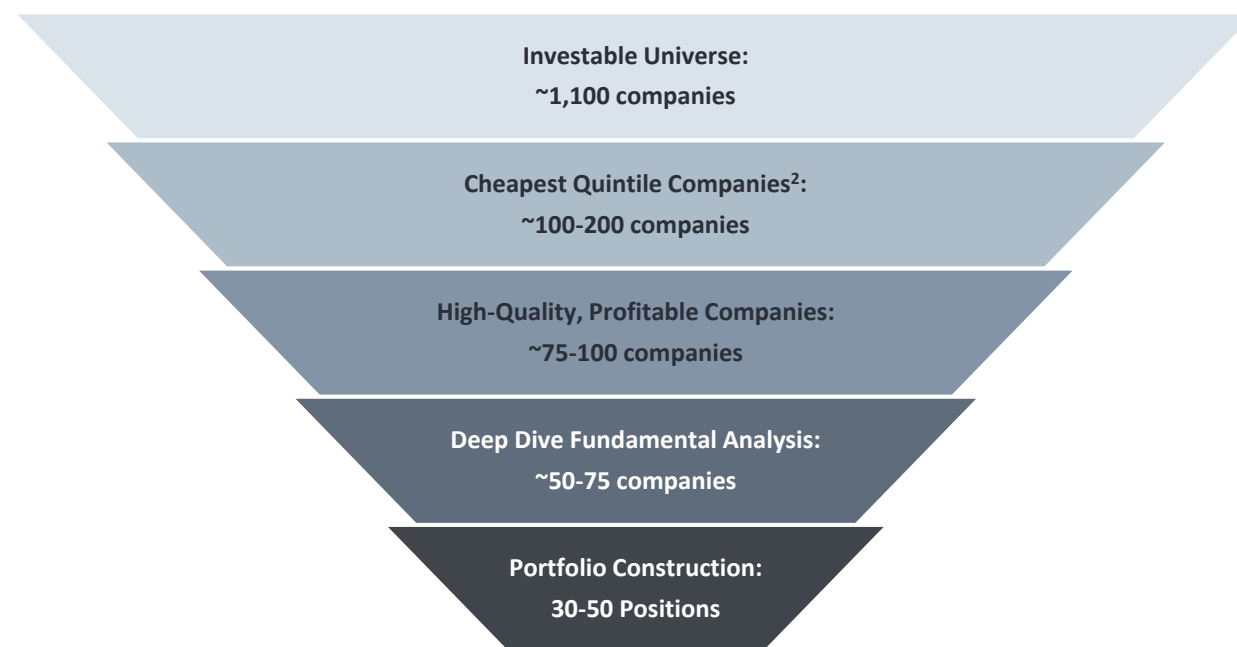 Investable Universe:
~1,100 companies
Cheapest Quintile Companies²:
~100-200 companies
High-Quality, Profitable Companies:
~75-100 companies
Deep Dive Fundamental Analysis:
~50-75 companies
Portfolio Construction:
30-50 Positions